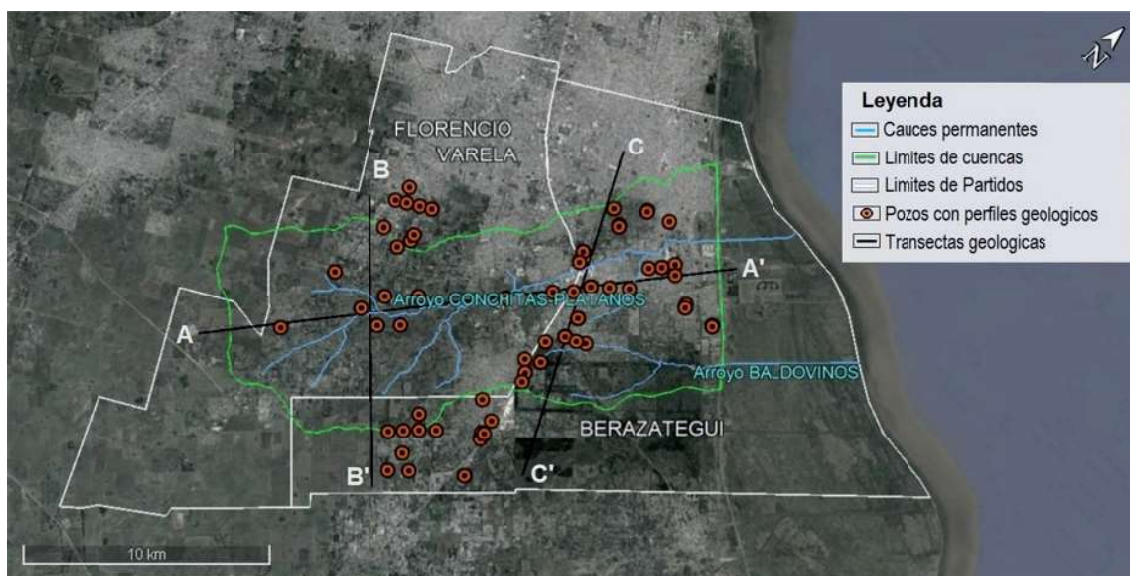 N
Leyenda
Cauces permanentes
Limites de cuencas
Limites de Partidos
Pozos con perfiles geologicos
Transectas geologicas
FLORENCIO
VARELA
B
C
A'
Arroyo CONCHITAS-PLATANOS
A
Arroyo BALDOVINOS
BERAZATEGUI
B'
C'
10 km